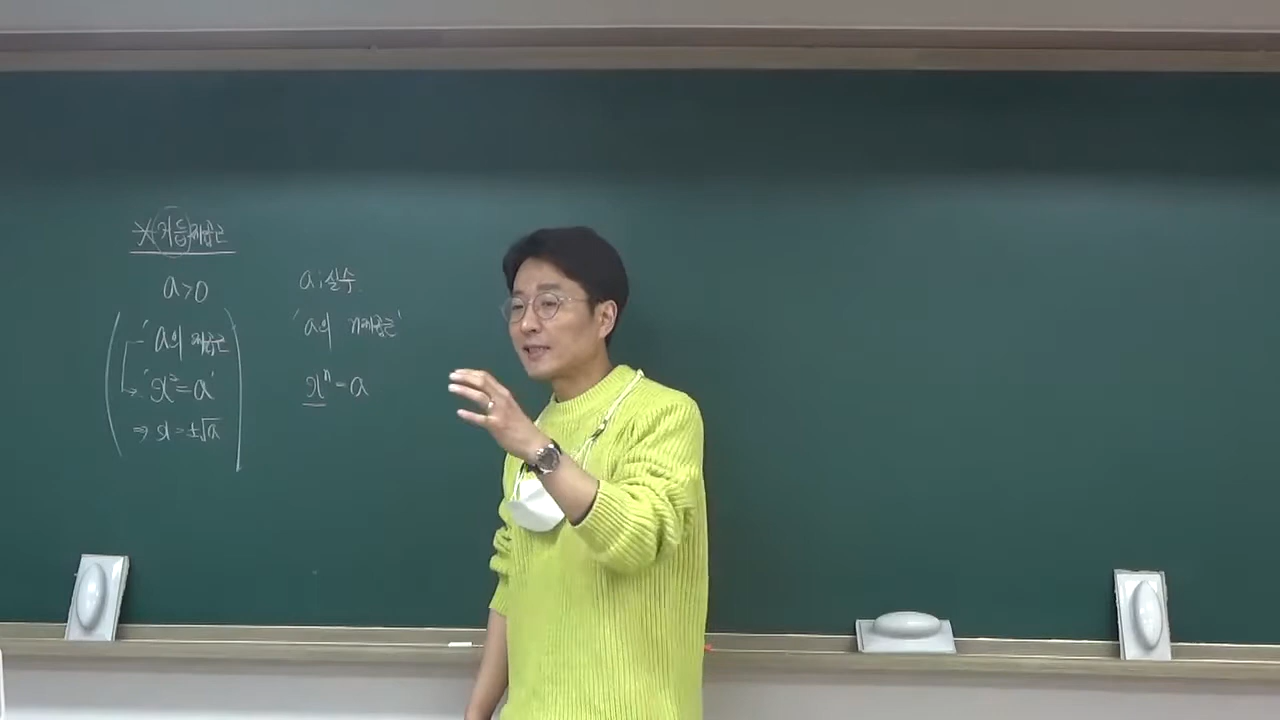 ※거듭제곱근
a>0
'a의 제곱근
'x²=a'
⇒ x=±√a
a:실수
'a의 n제곱근'
xⁿ=a